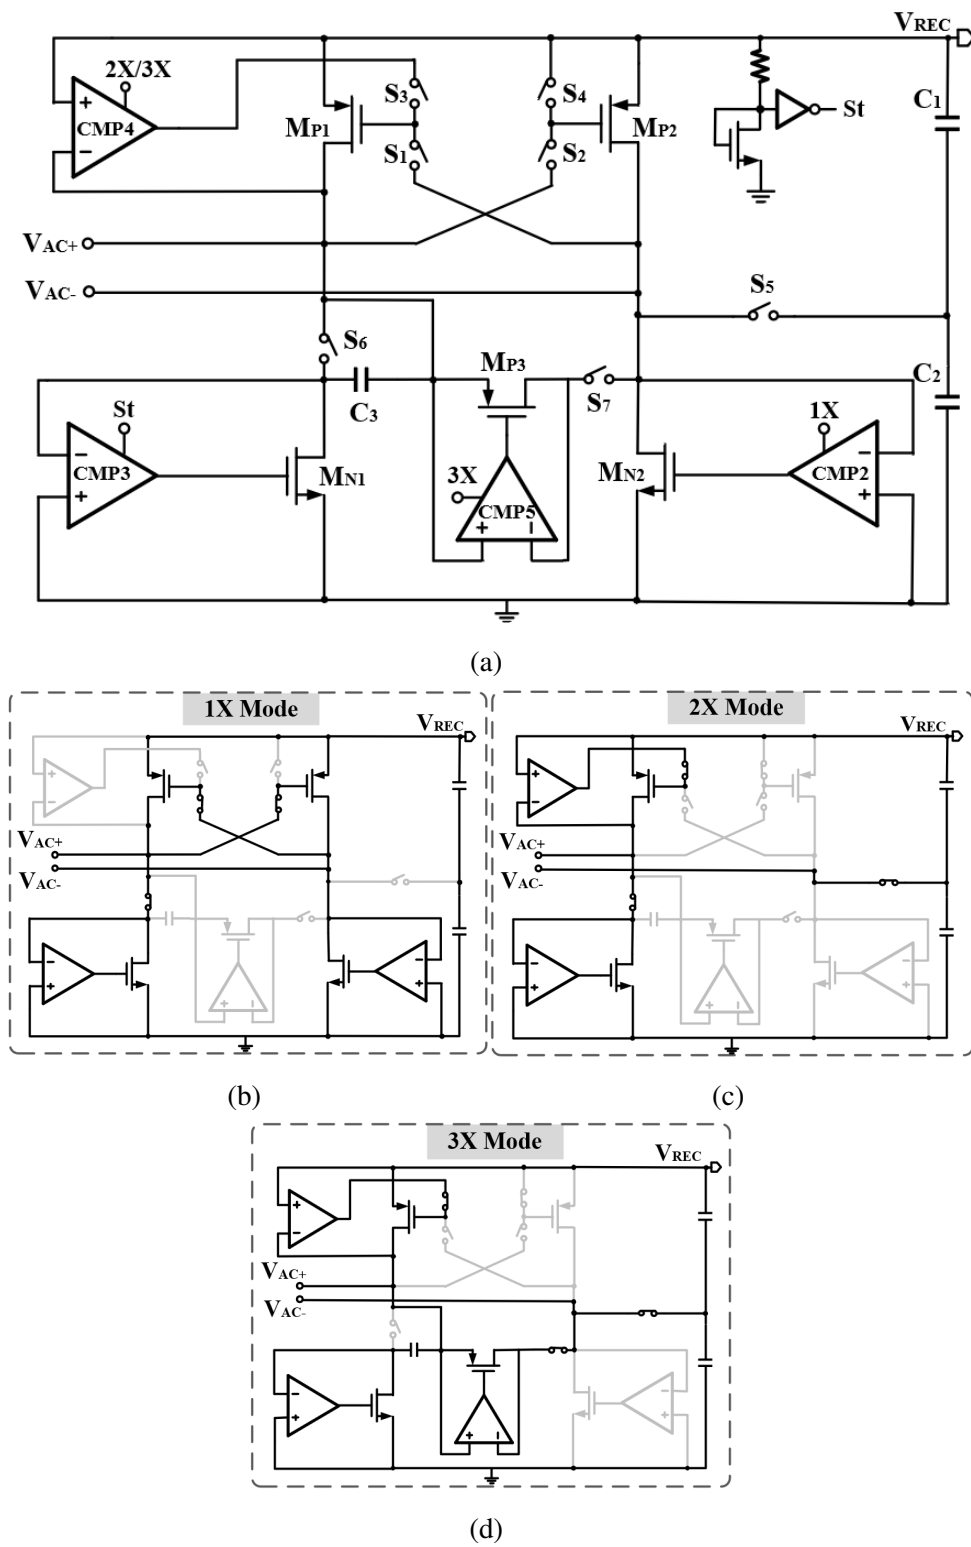 V_REC
2X/3X
+
CMP4
−
S3
S4
MP1
MP2
S1
S2
St
C1
VAC+
VAC-
S5
S6
MP3
C3
S7
C2
St
−
CMP3
+
MN1
3X
CMP5
+ −
MN2
1X
−
CMP2
+
(a)
1X Mode
VREC
+
−
VAC+
VAC-
−
+
+ −
−
+
2X Mode
VREC
+
−
VAC+
VAC-
−
+
+ −
−
+
(b)
(c)
3X Mode
VREC
+
−
VAC+
VAC-
−
+
+ −
−
+
(d)